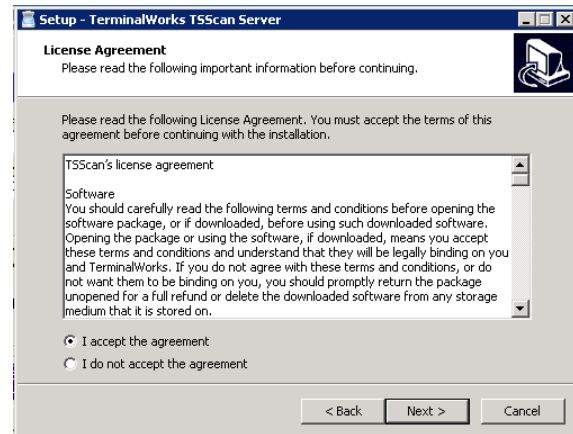 Setup - TerminalWorks TSScan Server
License Agreement
Please read the following important information before continuing.
Please read the following License Agreement. You must accept the terms of this
agreement before continuing with the installation.
TSScan's license agreement
Software
You should carefully read the following terms and conditions before opening the
software package, or if downloaded, before using such downloaded software.
Opening the package or using the software, if downloaded, means you accept
these terms and conditions and understand that they will be legally binding on you
and TerminalWorks. If you do not agree with these terms and conditions, or do
not want them to be binding on you, you should promptly return the package
unopened for a full refund or delete the downloaded software from any storage
medium that it is stored on.
I accept the agreement
I do not accept the agreement
< Back
Next >
Cancel